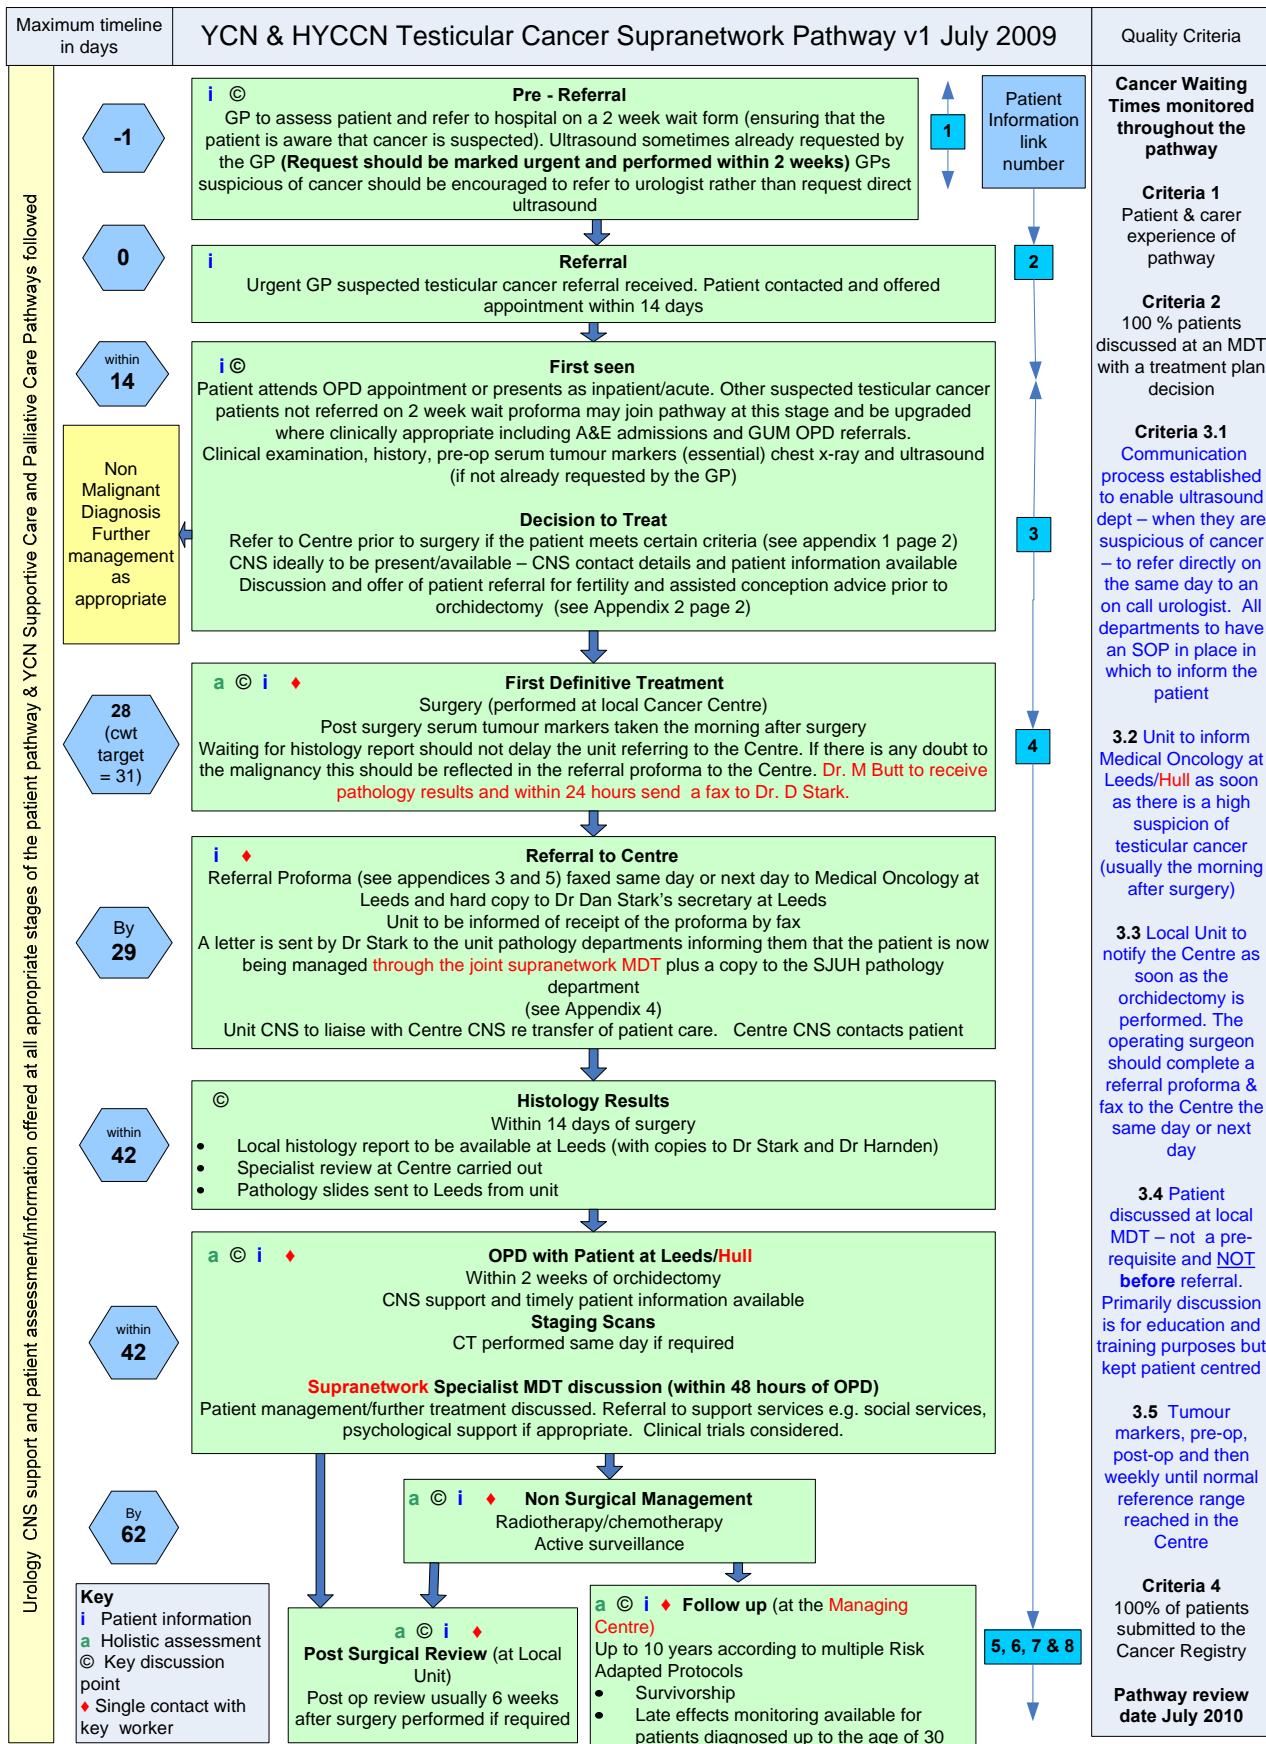 Maximum timeline
in days
YCN & HYCCN Testicular Cancer Supranetwork Pathway v1 July 2009
Quality Criteria
Urology CNS support and patient assessment/information offered at all appropriate stages of the patient pathway & YCN Supportive Care and Palliative Care Pathways followed
-1
i ©
Pre - Referral
GP to assess patient and refer to hospital on a 2 week wait form (ensuring that the
patient is aware that cancer is suspected). Ultrasound sometimes already requested by
the GP (Request should be marked urgent and performed within 2 weeks) GPs
suspicious of cancer should be encouraged to refer to urologist rather than request direct
ultrasound
1
Patient
Information
link
number
0
i
Referral
Urgent GP suspected testicular cancer referral received. Patient contacted and offered
appointment within 14 days
2
within
14
i ©
First seen
Patient attends OPD appointment or presents as inpatient/acute. Other suspected testicular cancer
patients not referred on 2 week wait proforma may join pathway at this stage and be upgraded
where clinically appropriate including A&E admissions and GUM OPD referrals.
Clinical examination, history, pre-op serum tumour markers (essential) chest x-ray and ultrasound
(if not already requested by the GP)
Decision to Treat
Refer to Centre prior to surgery if the patient meets certain criteria (see appendix 1 page 2)
CNS ideally to be present/available – CNS contact details and patient information available
Discussion and offer of patient referral for fertility and assisted conception advice prior to
orchidectomy (see Appendix 2 page 2)
Non
Malignant
Diagnosis
Further
management
as
appropriate
3
28
(cwt
target
= 31)
a © i ♦
First Definitive Treatment
Surgery (performed at local Cancer Centre)
Post surgery serum tumour markers taken the morning after surgery
Waiting for histology report should not delay the unit referring to the Centre. If there is any doubt to
the malignancy this should be reflected in the referral proforma to the Centre. Dr. M Butt to receive
pathology results and within 24 hours send a fax to Dr. D Stark.
4
By
29
i ♦
Referral to Centre
Referral Proforma (see appendices 3 and 5) faxed same day or next day to Medical Oncology at
Leeds and hard copy to Dr Dan Stark's secretary at Leeds
Unit to be informed of receipt of the proforma by fax
A letter is sent by Dr Stark to the unit pathology departments informing them that the patient is now
being managed through the joint supranetwork MDT plus a copy to the SJUH pathology
department
(see Appendix 4)
Unit CNS to liaise with Centre CNS re transfer of patient care. Centre CNS contacts patient
within
42
©
Histology Results
Within 14 days of surgery
• Local histology report to be available at Leeds (with copies to Dr Stark and Dr Harnden)
• Specialist review at Centre carried out
• Pathology slides sent to Leeds from unit
within
42
a © i ♦
OPD with Patient at Leeds/Hull
Within 2 weeks of orchidectomy
CNS support and timely patient information available
Staging Scans
CT performed same day if required
Supranetwork Specialist MDT discussion (within 48 hours of OPD)
Patient management/further treatment discussed. Referral to support services e.g. social services,
psychological support if appropriate. Clinical trials considered.
By
62
a © i ♦ Non Surgical Management
Radiotherapy/chemotherapy
Active surveillance
Key
i Patient information
a Holistic assessment
© Key discussion
point
♦ Single contact with
key worker
a © i ♦
Post Surgical Review (at Local
Unit)
Post op review usually 6 weeks
after surgery performed if required
a © i ♦ Follow up (at the Managing
Centre)
Up to 10 years according to multiple Risk
Adapted Protocols
• Survivorship
• Late effects monitoring available for
patients diagnosed up to the age of 30
5, 6, 7 & 8
Cancer Waiting
Times monitored
throughout the
pathway
Criteria 1
Patient & carer
experience of
pathway
Criteria 2
100 % patients
discussed at an MDT
with a treatment plan
decision
Criteria 3.1
Communication
process established
to enable ultrasound
dept – when they are
suspicious of cancer
– to refer directly on
the same day to an
on call urologist. All
departments to have
an SOP in place in
which to inform the
patient
3.2 Unit to inform
Medical Oncology at
Leeds/Hull as soon
as there is a high
suspicion of
testicular cancer
(usually the morning
after surgery)
3.3 Local Unit to
notify the Centre as
soon as the
orchidectomy is
performed. The
operating surgeon
should complete a
referral proforma &
fax to the Centre the
same day or next
day
3.4 Patient
discussed at local
MDT – not a pre-
requisite and NOT
before referral.
Primarily discussion
is for education and
training purposes but
kept patient centred
3.5 Tumour
markers, pre-op,
post-op and then
weekly until normal
reference range
reached in the
Centre
Criteria 4
100% of patients
submitted to the
Cancer Registry
Pathway review
date July 2010